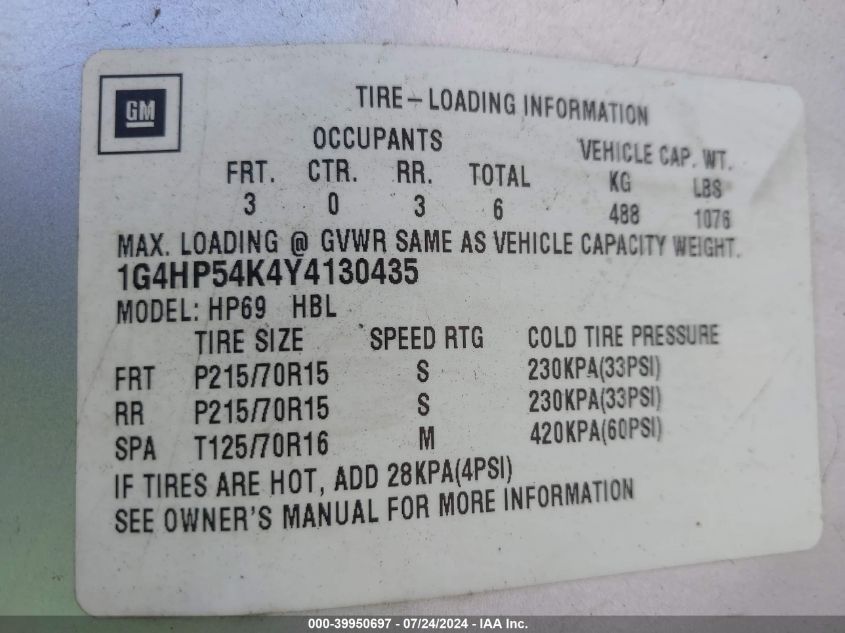 GM
TIRE–LOADING INFORMATION
OCCUPANTS VEHICLE CAP. WT.
FRT. CTR. RR. TOTAL KG LBS
3 0 3 6 488 1076
MAX. LOADING @ GVWR SAME AS VEHICLE CAPACITY WEIGHT.
1G4HP54K4Y4130435
MODEL: HP69 HBL
TIRE SIZE SPEED RTG COLD TIRE PRESSURE
FRT P215/70R15 S 230KPA(33PSI)
RR P215/70R15 S 230KPA(33PSI)
SPA T125/70R16 M 420KPA(60PSI)
IF TIRES ARE HOT, ADD 28KPA(4PSI)
SEE OWNER'S MANUAL FOR MORE INFORMATION
000-39950697 - 07/24/2024 - IAA Inc.